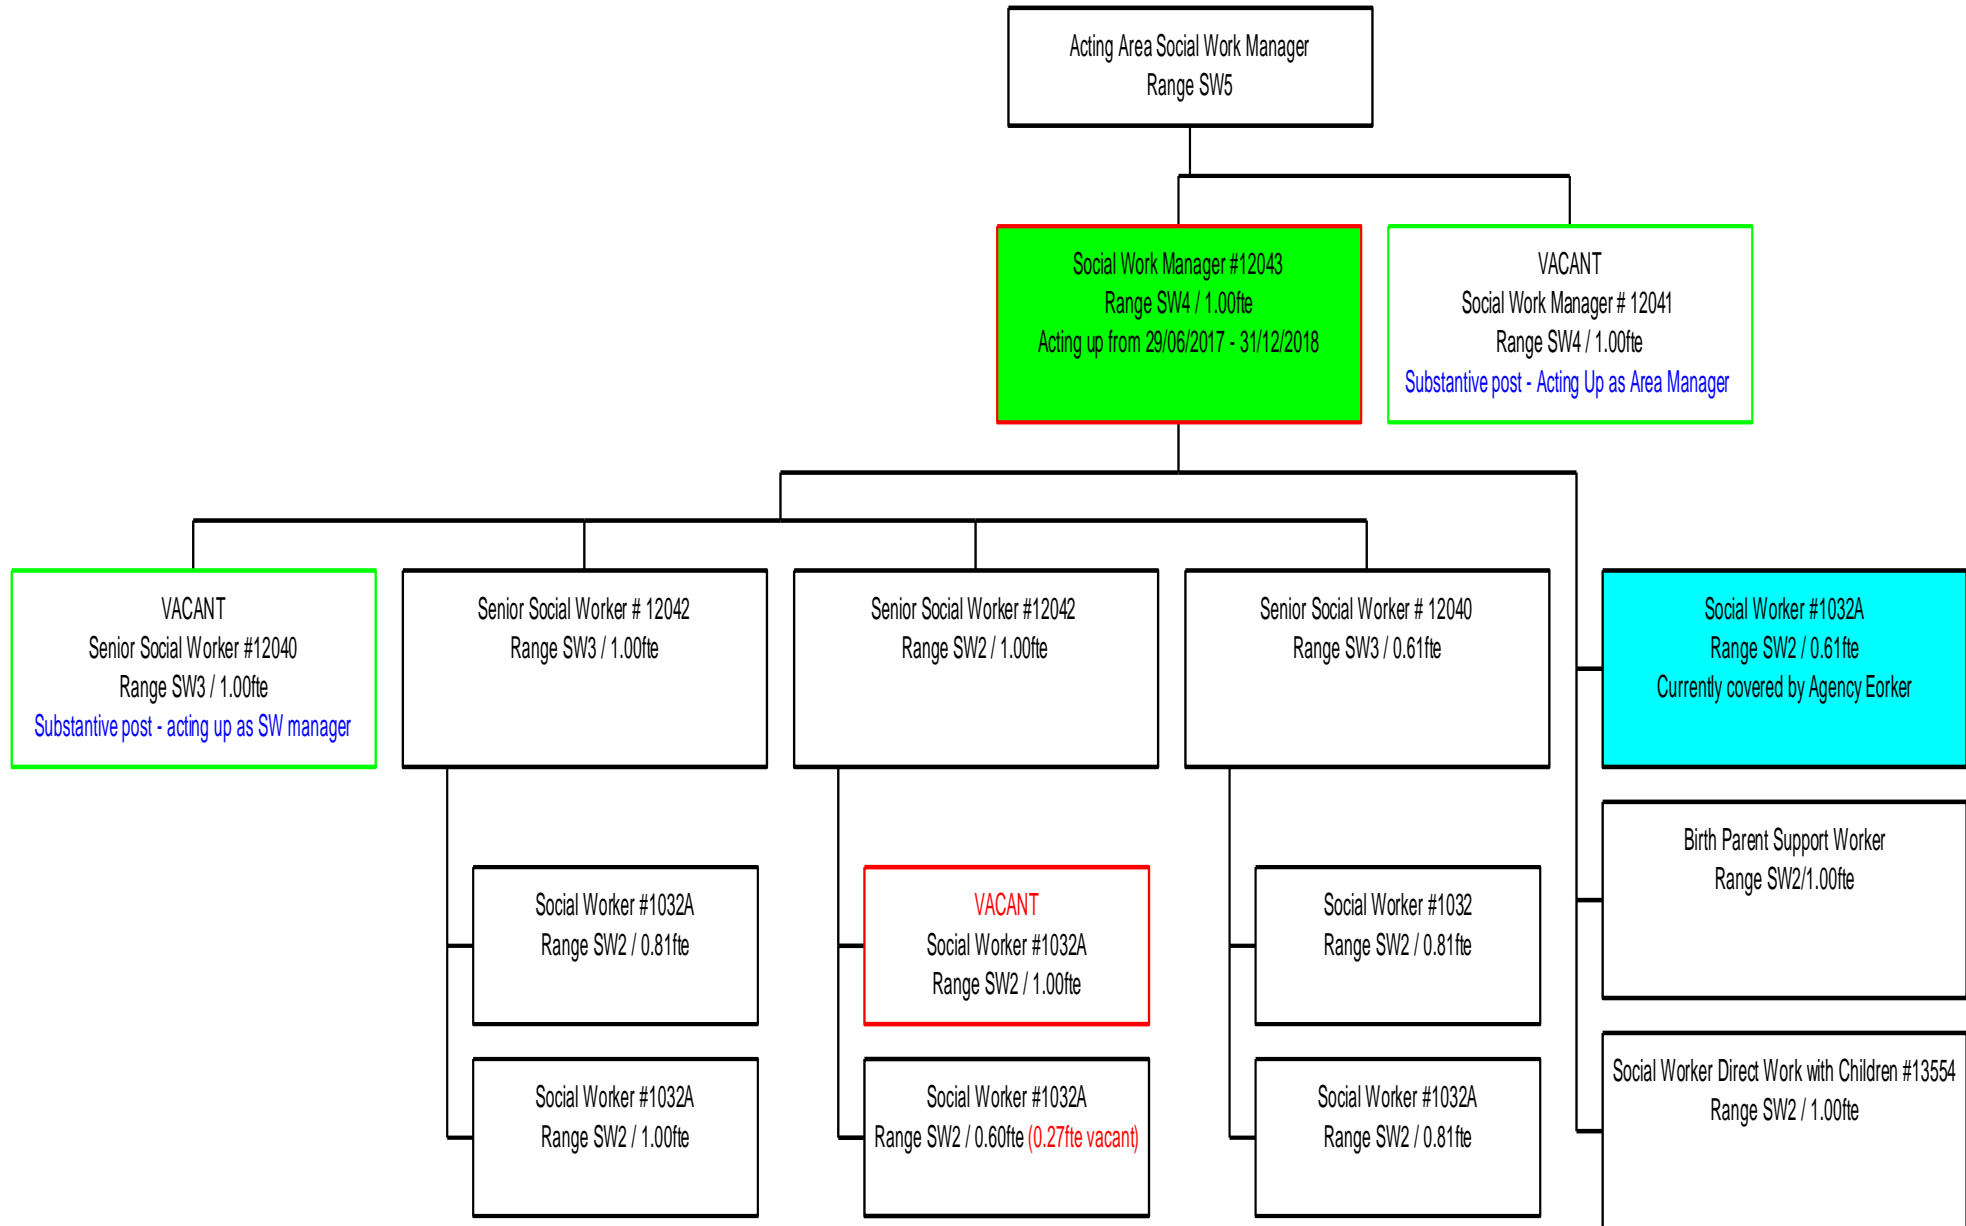 Acting Area Social Work Manager
Range SW5
Social Work Manager #12043
Range SW4 / 1.00fte
Acting up from 29/06/2017 - 31/12/2018
VACANT
Social Work Manager # 12041
Range SW4 / 1.00fte
Substantive post - Acting Up as Area Manager
VACANT
Senior Social Worker #12040
Range SW3 / 1.00fte
Substantive post - acting up as SW manager
Senior Social Worker # 12042
Range SW3 / 1.00fte
Senior Social Worker #12042
Range SW2 / 1.00fte
Senior Social Worker # 12040
Range SW3 / 0.61fte
Social Worker #1032A
Range SW2 / 0.61fte
Currently covered by Agency Eorker
Birth Parent Support Worker
Range SW2/1.00fte
Social Worker #1032A
Range SW2 / 0.81fte
VACANT
Social Worker #1032A
Range SW2 / 1.00fte
Social Worker #1032
Range SW2 / 0.81fte
Social Worker Direct Work with Children #13554
Range SW2 / 1.00fte
Social Worker #1032A
Range SW2 / 1.00fte
Social Worker #1032A
Range SW2 / 0.60fte (0.27fte vacant)
Social Worker #1032A
Range SW2 / 0.81fte